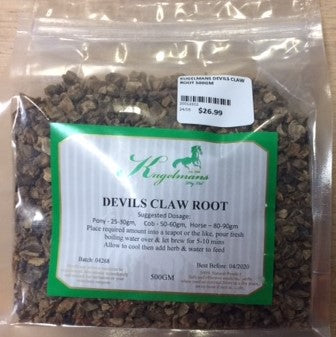 KUGELMANS DEVILS CLAW
ROOT 500GM
$26.99
Kugelmans
DEVILS CLAW ROOT
Suggested Dosage:
Pony - 25-30gm, Cob - 50-60gm, Horse - 80-90gm
Place required amount into a teapot or the like, pour fresh
boiling water over & let brew for 5-10 mins
Allow to cool then add herb & water to feed
Batch: 04268
Best Before: 04/2020
500GM